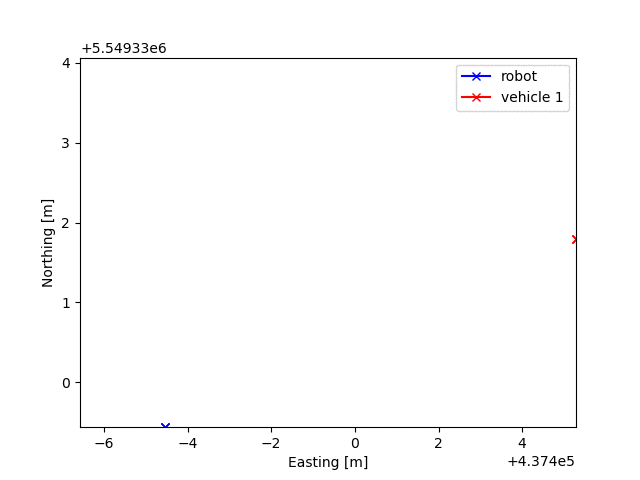 +5.54933e6
4
3
2
1
0
Northing [m]
robot
vehicle 1
−6
−4
−2
0
2
4
Easting [m]
+4.374e5